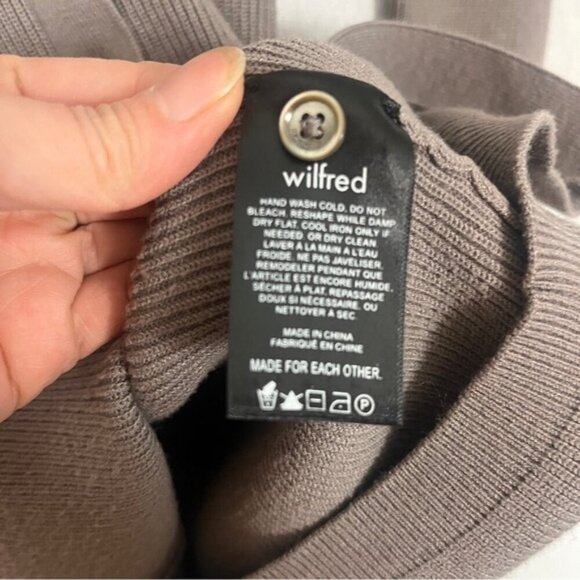 wilfred
HAND WASH COLD. DO NOT
BLEACH. RESHAPE WHILE DAMP.
DRY FLAT. COOL IRON ONLY IF
NEEDED. OR DRY CLEAN
LAVER À LA MAIN À L'EAU
FROIDE. NE PAS JAVELISER.
REMODELER PENDANT QUE
L'ARTICLE EST ENCORE HUMIDE.
SÉCHER À PLAT. REPASSAGE
DOUX SI NÉCESSAIRE. OU
NETTOYER À SEC.
MADE IN CHINA
FABRIQUÉ EN CHINE
MADE FOR EACH OTHER.
P